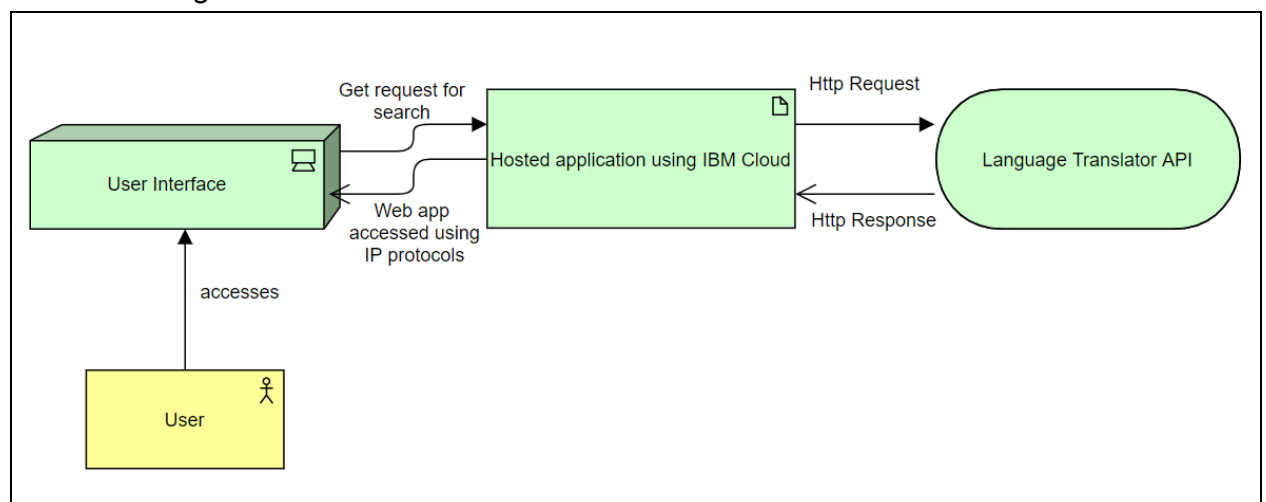 Get request for
search
Http Request
User Interface
Hosted application using IBM Cloud
Language Translator API
Web app
accessed using
IP protocols
Http Response
accesses
User